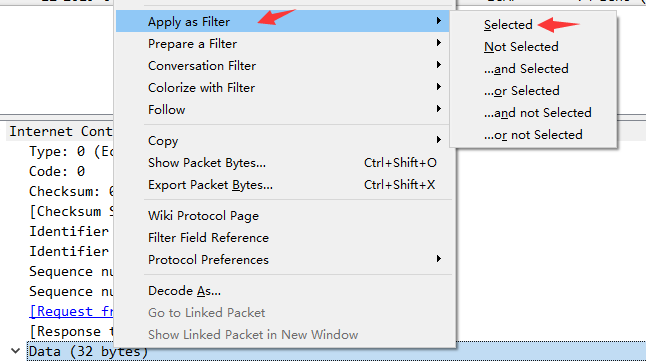 Apply as Filter
Prepare a Filter
Conversation Filter
Colorize with Filter
Follow
Copy
Show Packet Bytes... Ctrl+Shift+O
Export Packet Bytes... Ctrl+Shift+X
Wiki Protocol Page
Filter Field Reference
Protocol Preferences
Decode As...
Go to Linked Packet
Show Linked Packet in New Window
Selected
Not Selected
...and Selected
...or Selected
...and not Selected
...or not Selected
Internet Cont
Type: 0 (Ec
Code: 0
Checksum: 0
[Checksum S
Identifier
Identifier
Sequence nu
Sequence nu
[Request fr
[Response t
Data (32 bytes)